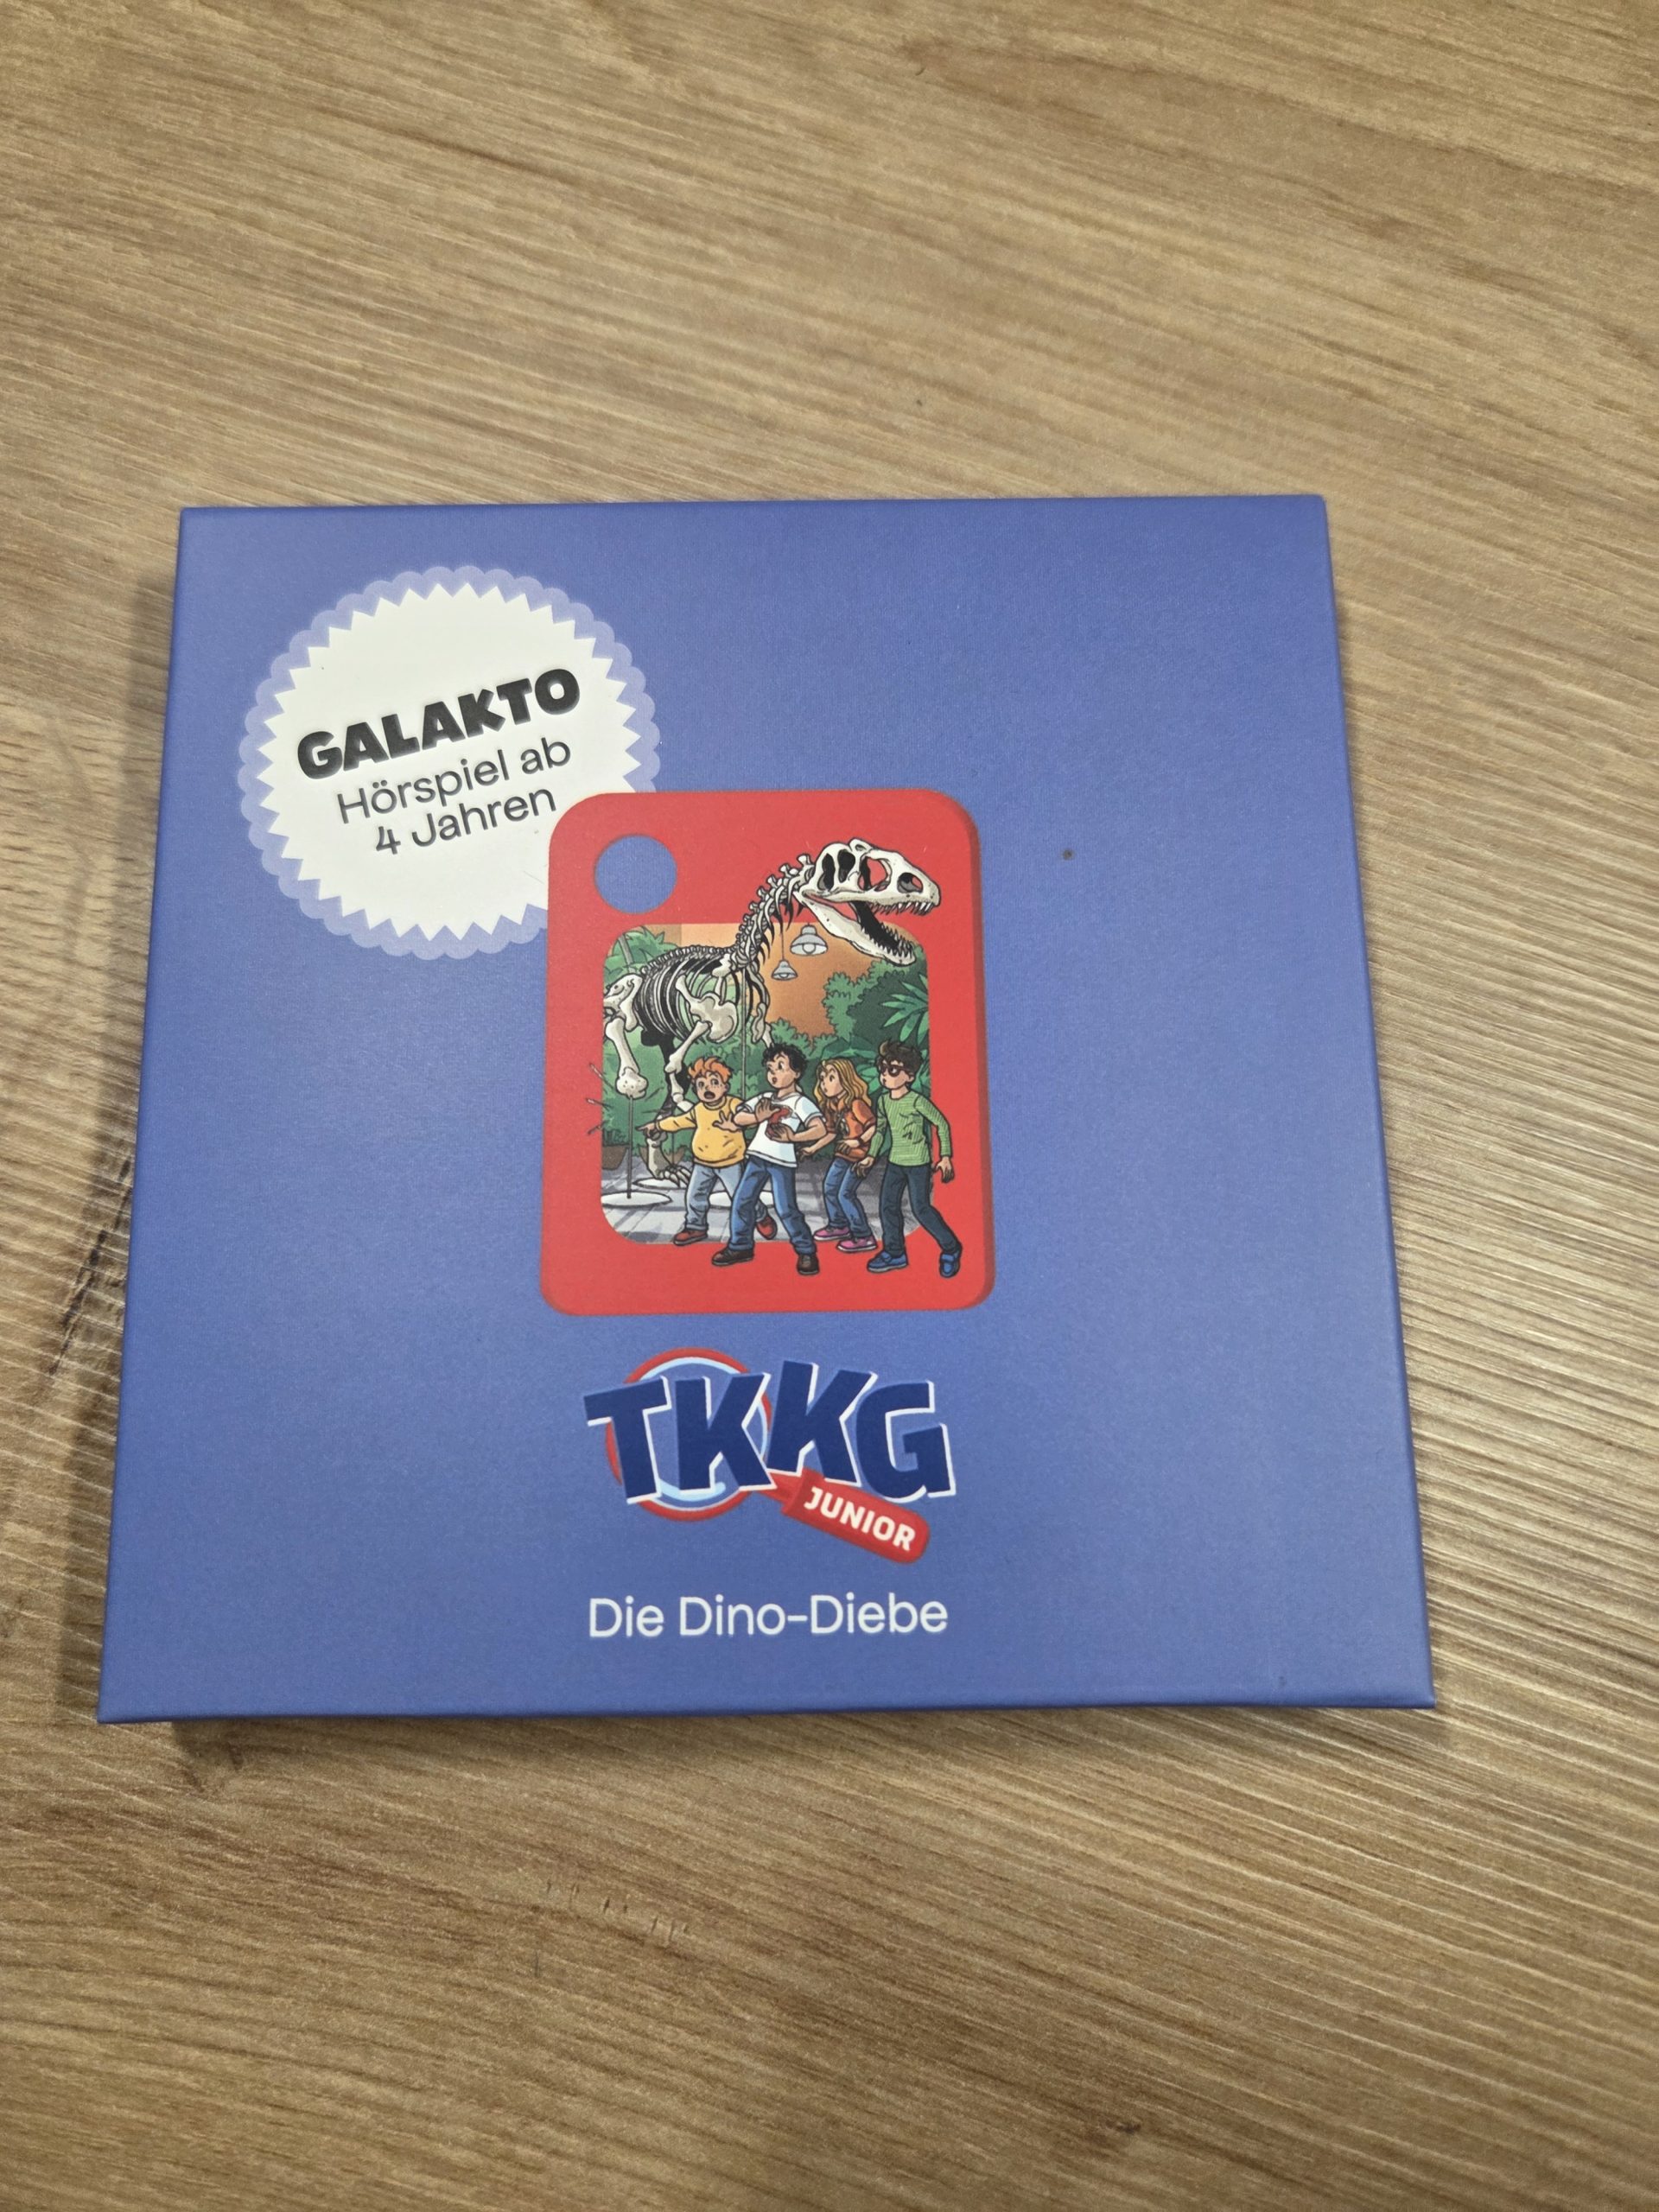 GALAKTO
Hörspiel ab
4 Jahren
TKKG
JUNIOR
Die Dino-Diebe